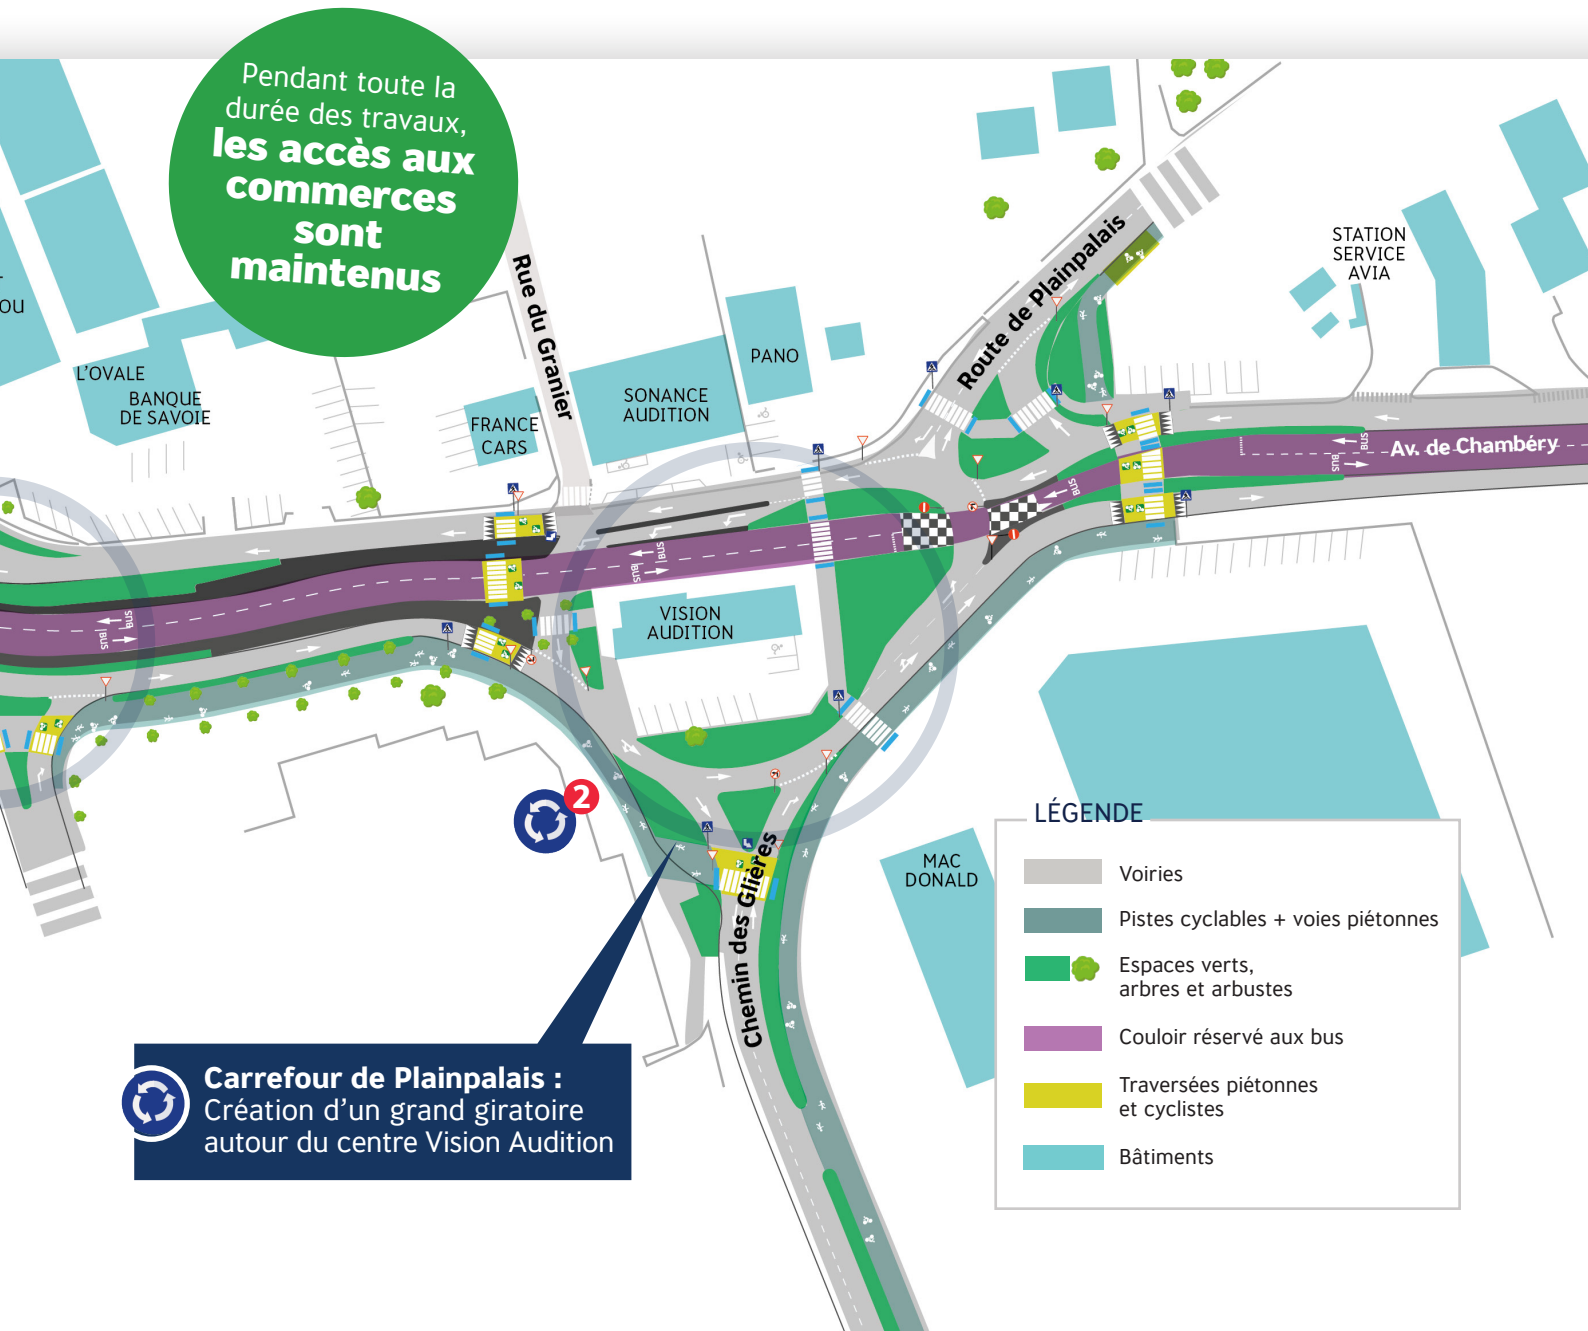 Pendant toute la
durée des travaux,
les accès aux
commerces
sont
maintenus
OU
L'OVALE
BANQUE
DE SAVOIE
FRANCE
CARS
Rue du Granier
SONANCE
AUDITION
PANO
Route de Plainpalais
STATION
SERVICE
AVIA
Av. de Chambéry
BUS
BUS
BUS
BUS
BUS
BUS
BUS
VISION
AUDITION
2
MAC
DONALD
Chemin des Glières
Carrefour de Plainpalais :
Création d'un grand giratoire
autour du centre Vision Audition
LÉGENDE
Voiries
Pistes cyclables + voies piétonnes
Espaces verts,
arbres et arbustes
Couloir réservé aux bus
Traversées piétonnes
et cyclistes
Bâtiments